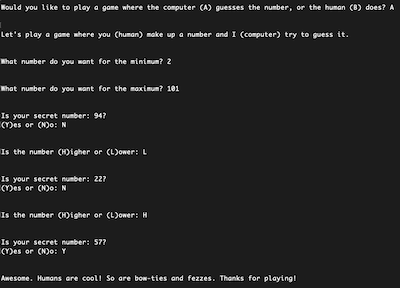 Would you like to play a game where the computer (A) guesses the number, or the human (B) does? A
Let's play a game where you (human) make up a number and I (computer) try to guess it.
What number do you want for the minimum? 2
What number do you want for the maximum? 101
Is your secret number: 94?
(Y)es or (N)o: N
Is the number (H)igher or (L)ower: L
Is your secret number: 22?
(Y)es or (N)o: N
Is the number (H)igher or (L)ower: H
Is your secret number: 57?
(Y)es or (N)o: Y
Awesome. Humans are cool! So are bow-ties and fezzes. Thanks for playing!